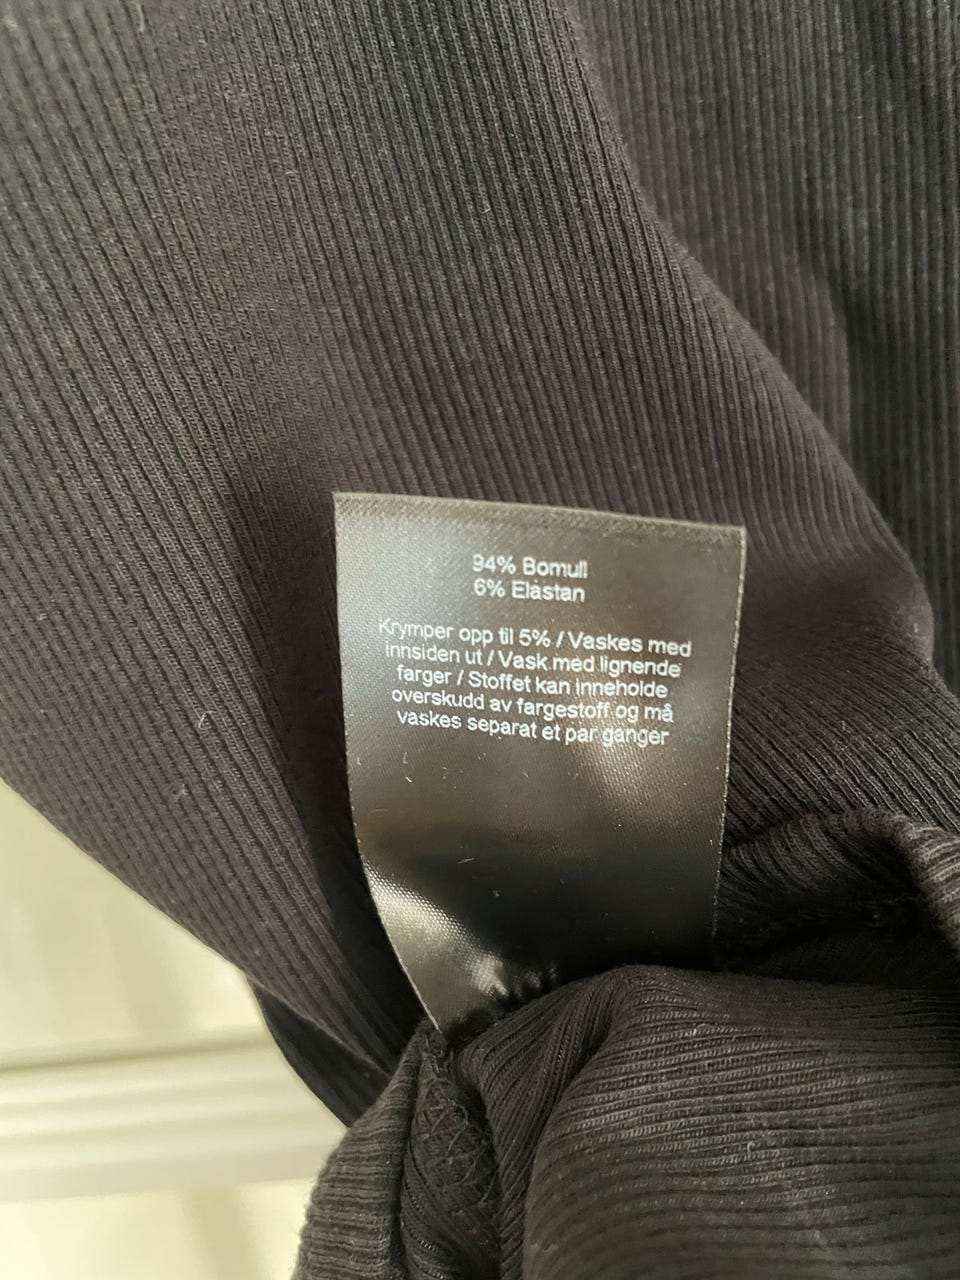 94% Bomull
6% Elastan
Krymper opp til 5% / Vaskes med
innsiden ut / Vask med lignende
farger / Stoffet kan inneholde
overskudd av fargestoff og må
vaskes separat et par ganger